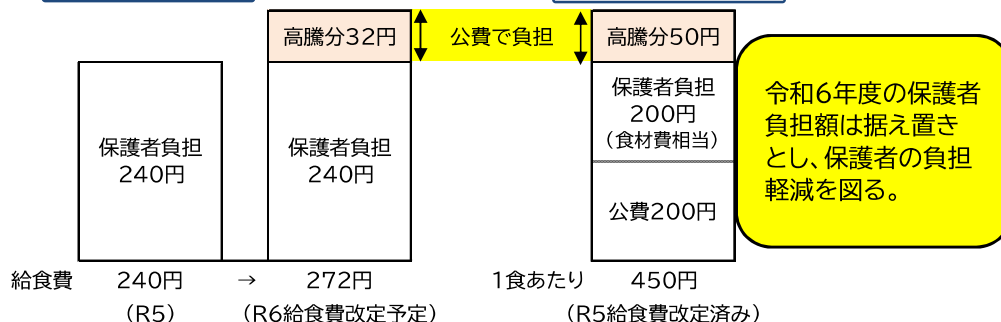 高騰分32円
公費で負担
高騰分50円
保護者負担
240円
保護者負担
240円
保護者負担
200円
(食材費相当)
公費200円
令和6年度の保護者
負担額は据え置き
とし、保護者の負担
軽減を図る。
給食費 240円 → 272円
(R5) (R6給食費改定予定)
1食あたり 450円
(R5給食費改定済み)